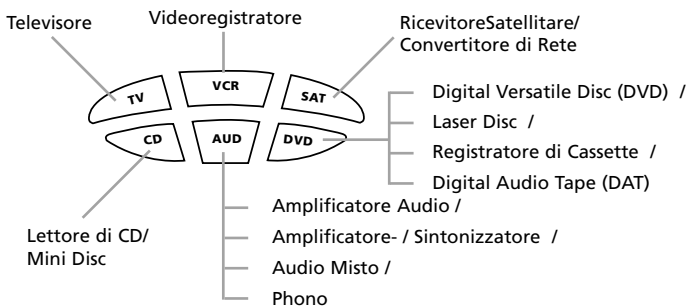 Videoregistratore
Televisore
RicevitoreSatellitare/
Convertitore di Rete
TV
VCR
SAT
CD
AUD
DVD
Digital Versatile Disc (DVD) /
Laser Disc /
Registratore di Cassette /
Digital Audio Tape (DAT)
Lettore di CD/
Mini Disc
Amplificatore Audio /
Amplificatore- / Sintonizzatore /
Audio Misto /
Phono